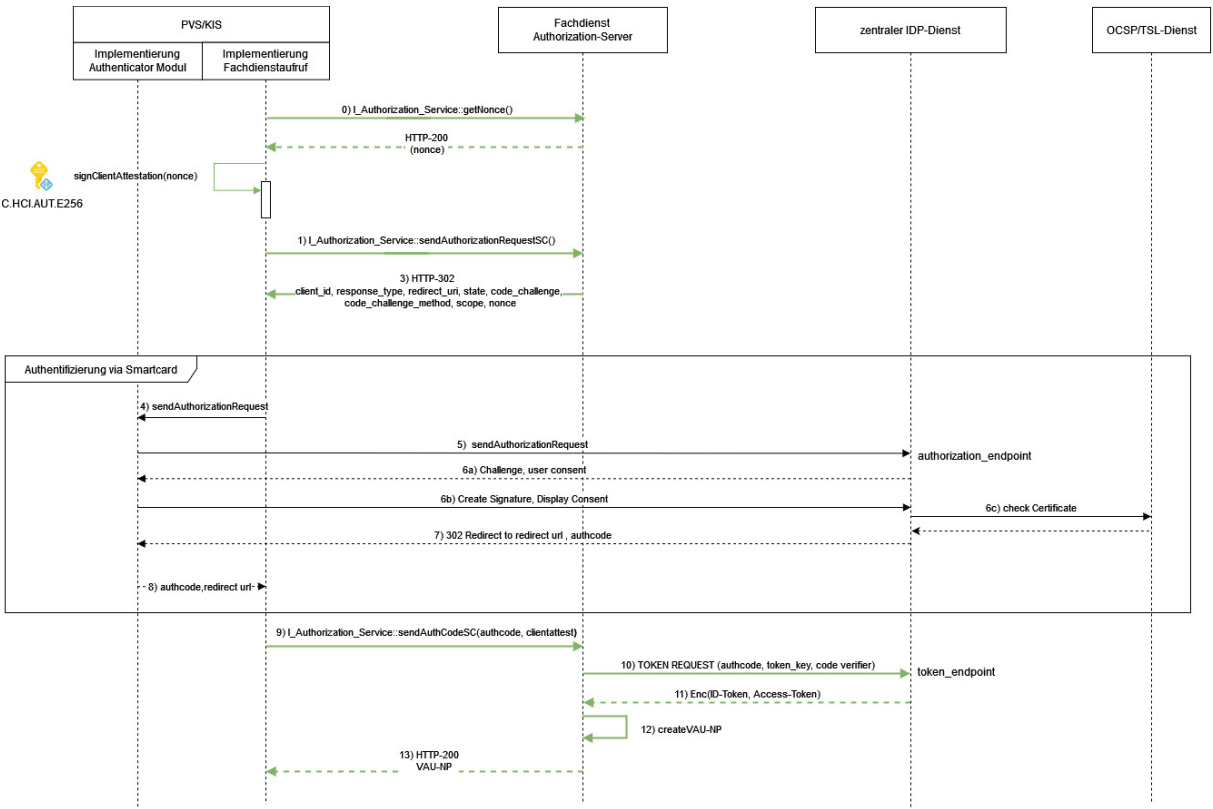 PVS/KIS
Implementierung
Authenticator Modul
Implementierung
Fachdienstaufruf
Fachdienst
Authorization-Server
zentraler IDP-Dienst
OCSP/TSL-Dienst
0) I_Authorization_Service::getNonce()
HTTP-200
(nonce)
signClientAttestation(nonce)
C.HCI.AUT.E256
1) I_Authorization_Service::sendAuthorizationRequestSC()
3) HTTP-302
client_id, response_type, redirect_uri, state, code_challenge,
code_challenge_method, scope, nonce
Authentifizierung via Smartcard
4) sendAuthorizationRequest
5) sendAuthorizationRequest
authorization_endpoint
6a) Challenge, user consent
6b) Create Signature, Display Consent
6c) check Certificate
7) 302 Redirect to redirect url , authcode
8) authcode,redirect url
9) I_Authorization_Service::sendAuthCodeSC(authcode, clientattest)
10) TOKEN REQUEST (authcode, token_key, code verifier)
token_endpoint
11) Enc(ID-Token, Access-Token)
12) createVAU-NP
13) HTTP-200
VAU-NP